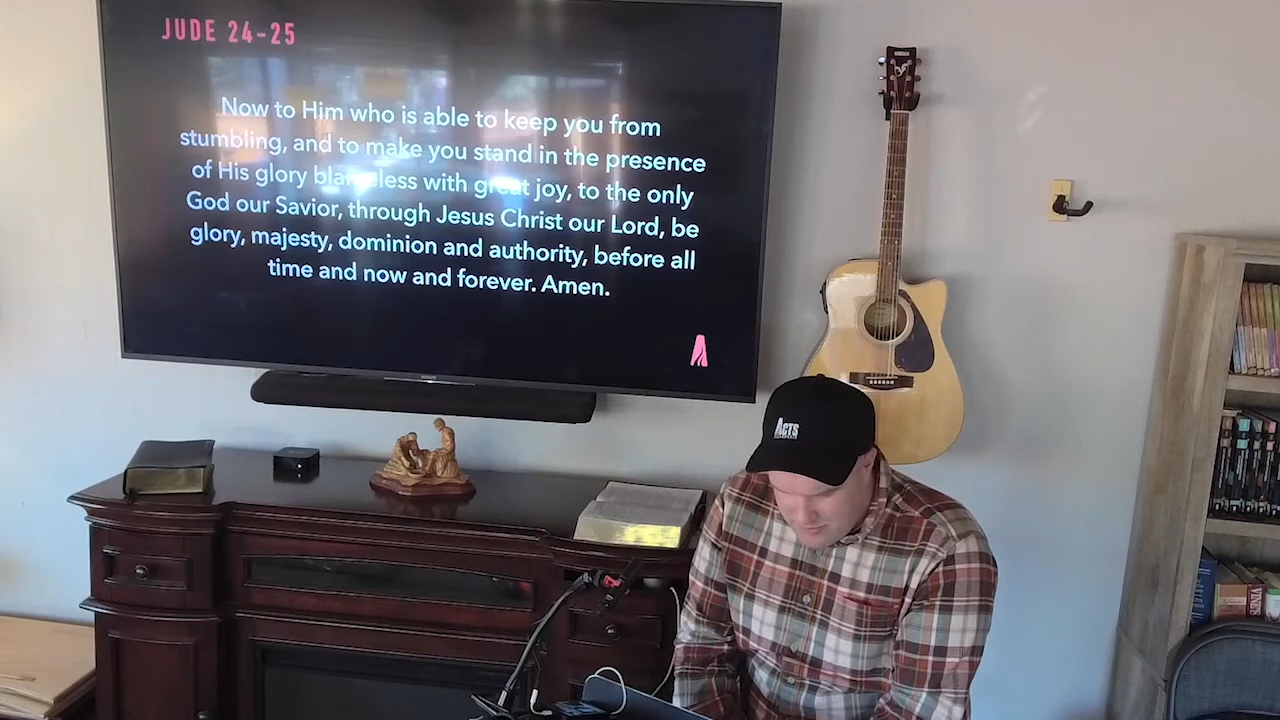 JUDE 24-25
Now to Him who is able to keep you from
stumbling, and to make you stand in the presence
of His glory blameless with great joy, to the only
God our Savior, through Jesus Christ our Lord, be
glory, majesty, dominion and authority, before all
time and now and forever. Amen.
ACTS